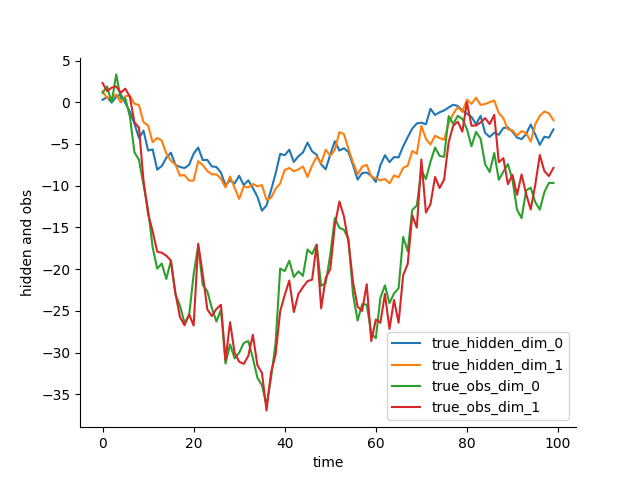 hidden and obs
5
0
−5
−10
−15
−20
−25
−30
−35
0
20
40
60
80
100
time
true_hidden_dim_0
true_hidden_dim_1
true_obs_dim_0
true_obs_dim_1